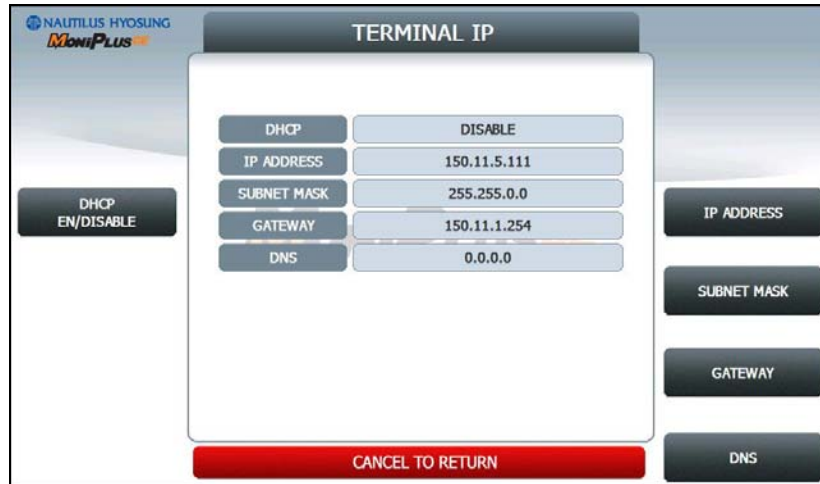 NAUTILUS HYOSUNG
MoniPlus
TERMINAL IP
DHCP DISABLE
IP ADDRESS 150.11.5.111
SUBNET MASK 255.255.0.0
GATEWAY 150.11.1.254
DNS 0.0.0.0
DHCP
EN/DISABLE
IP ADDRESS
SUBNET MASK
GATEWAY
DNS
CANCEL TO RETURN